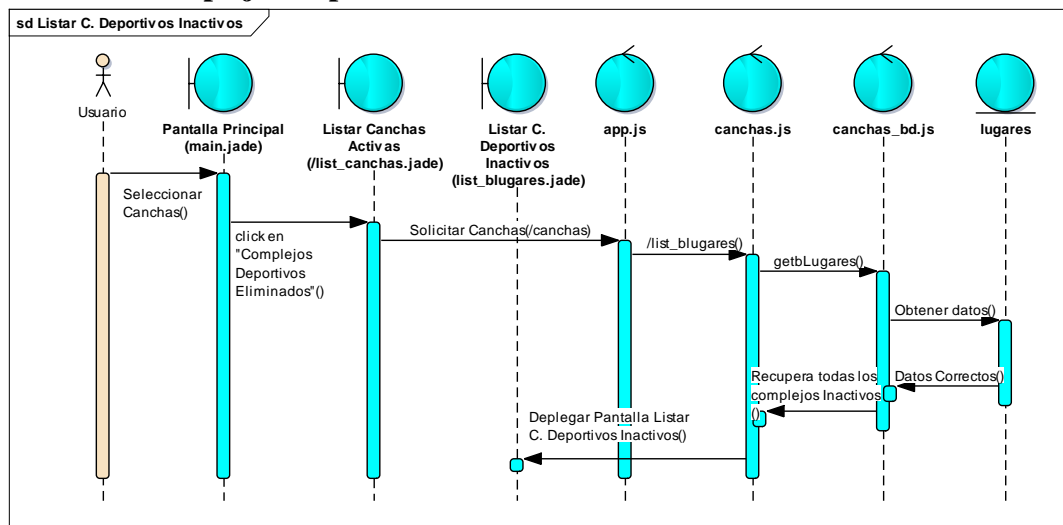 sd Listar C. Deportivos Inactivos
Usuario
Pantalla Principal
(main.jade)
Listar Canchas
Activas
(/list_canchas.jade)
Listar C.
Deportivos
Inactivos
(list_blugares.jade)
app.js
canchas.js
canchas_bd.js
lugares
Seleccionar
Canchas()
click en
"Complejos
Deportivos
Eliminados"()
Solicitar Canchas(/canchas)
/list_blugares()
getbLugares()
Obtener datos()
Datos Correctos()
Recupera todas los
complejos Inactivos
()
Deplegar Pantalla Listar
C. Deportivos Inactivos()